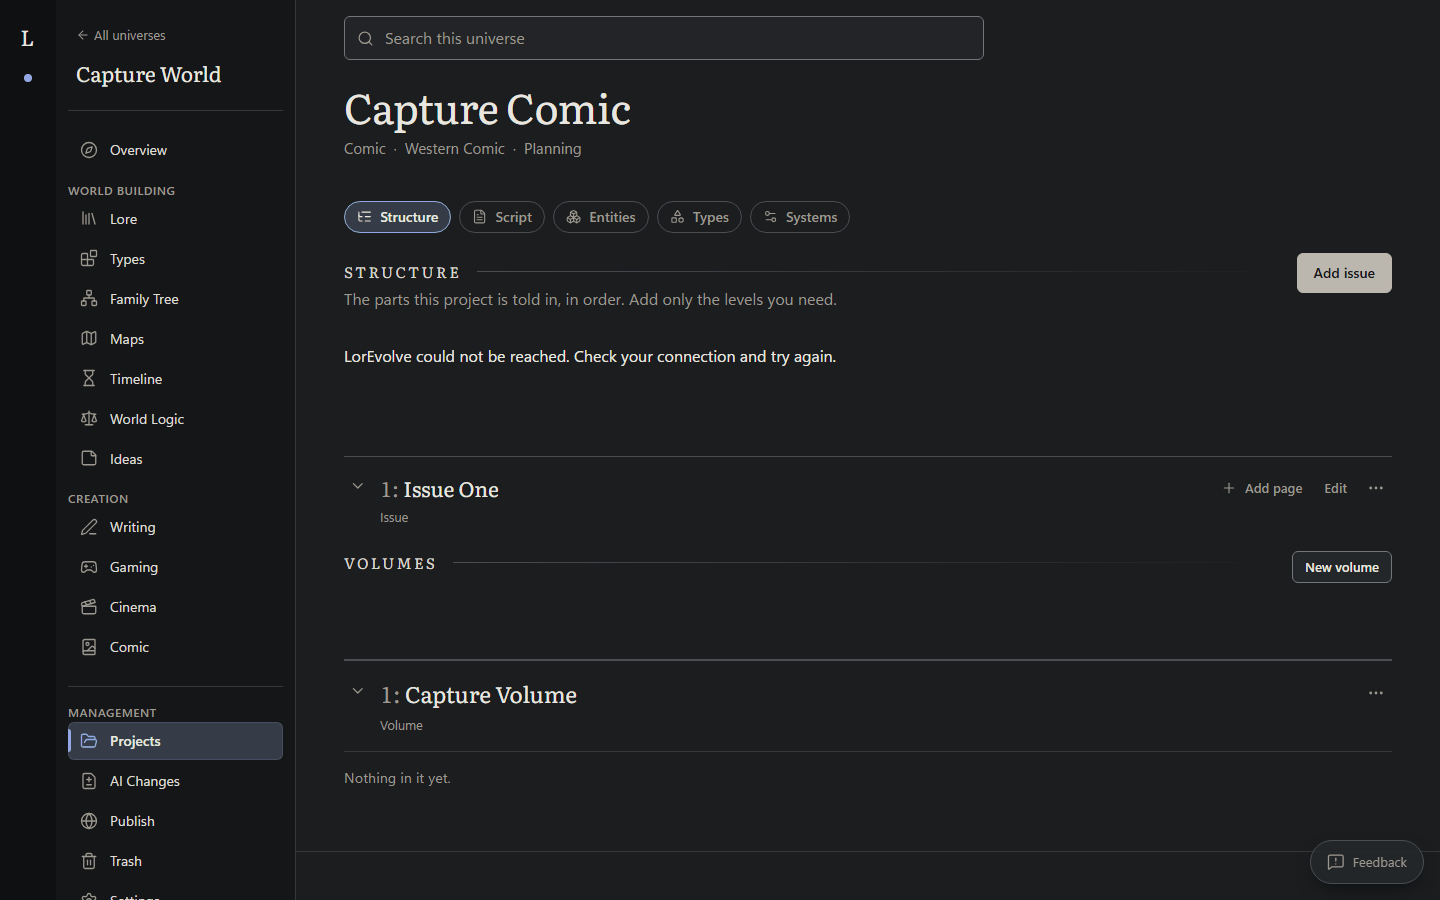 L
All universes
Capture World
Overview
WORLD BUILDING
Lore
Types
Family Tree
Maps
Timeline
World Logic
Ideas
CREATION
Writing
Gaming
Cinema
Comic
MANAGEMENT
Projects
AI Changes
Publish
Trash
Settings
Search this universe
Capture Comic
Comic · Western Comic · Planning
Structure Script Entities Types Systems
STRUCTURE
Add issue
The parts this project is told in, in order. Add only the levels you need.
LorEvolve could not be reached. Check your connection and try again.
1: Issue One
Add page Edit
Issue
VOLUMES
New volume
1: Capture Volume
Volume
Nothing in it yet.
Feedback